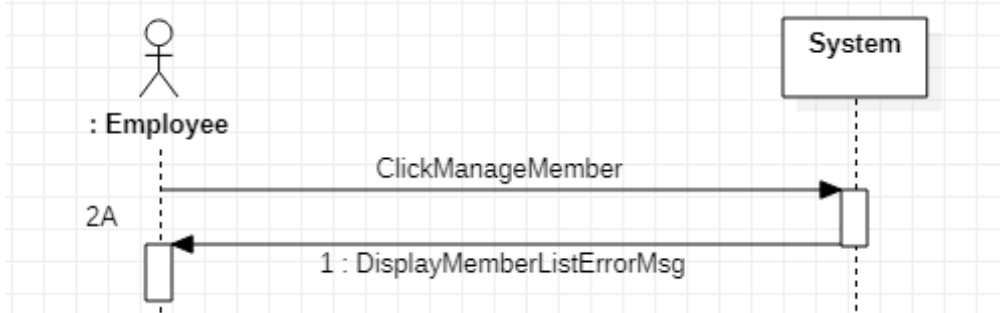 System
: Employee
ClickManageMember
2A
1 : DisplayMemberListErrorMsg